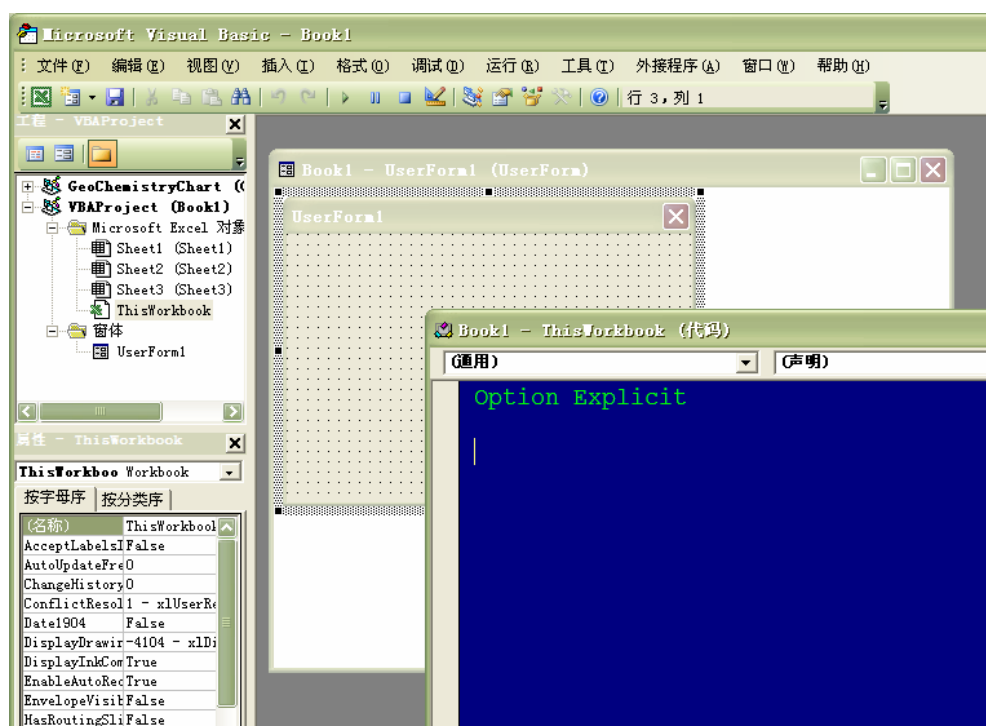 Microsoft Visual Basic - Book1
文件(F) 编辑(E) 视图(V) 插入(I) 格式(O) 调试(D) 运行(R) 工具(T) 外接程序(A) 窗口(W) 帮助(H)
行 3, 列 1
工程 - VBAProject
GeoChemistryChart ((
VBAProject (Book1)
Microsoft Excel 对象
Sheet1 (Sheet1)
Sheet2 (Sheet2)
Sheet3 (Sheet3)
ThisWorkbook
窗体
UserForm1
属性 - ThisWorkbook
ThisWorkboo Workbook
按字母序 按分类序
(名称) ThisWorkbook
AcceptLabelsI False
AutoUpdateFre 0
ChangeHistory 0
ConflictResol 1 - xlUserRe
Date1904 False
DisplayDrawir -4104 - xlDi
DisplayInkCom True
EnableAutoRec True
EnvelopeVisib False
HasRoutingSli False
Book1 - UserForm1 (UserForm)
UserForm1
Book1 - ThisWorkbook (代码)
(通用) (声明)
Option Explicit